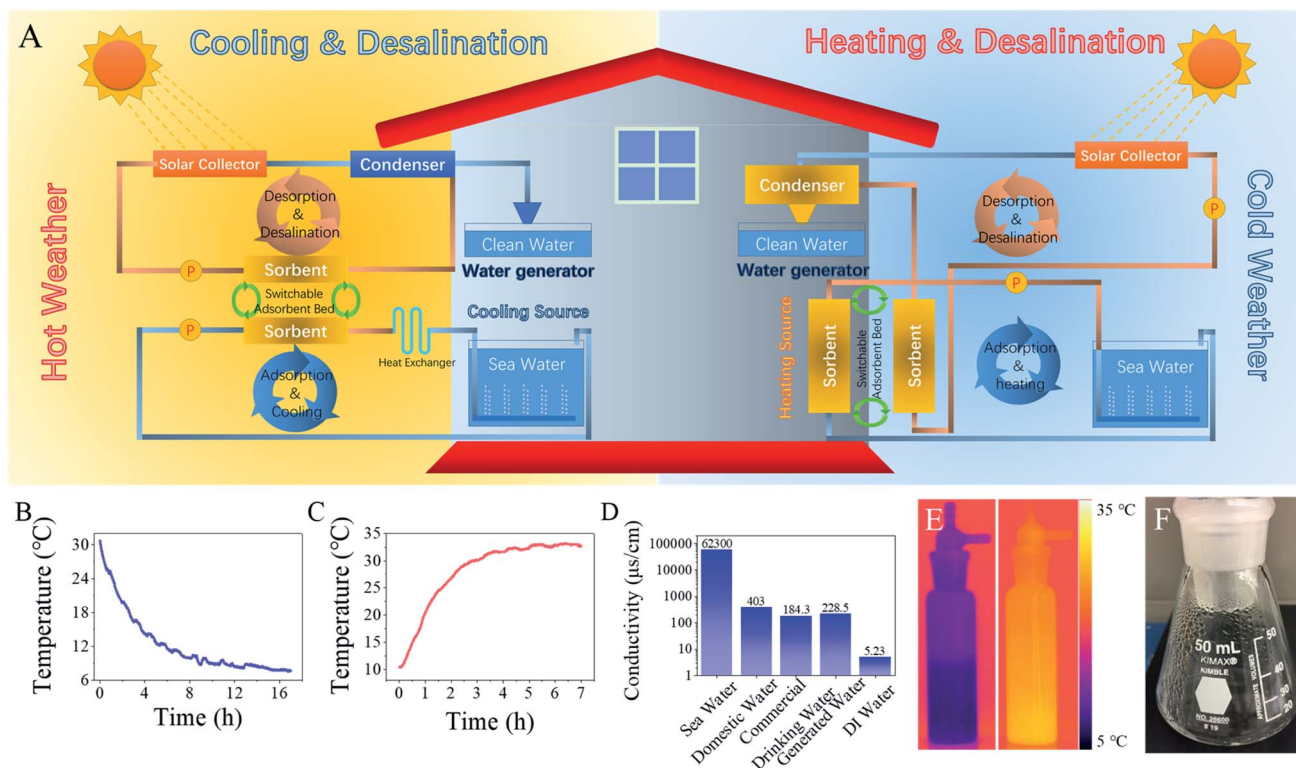 A
Cooling & Desalination
Heating & Desalination
Hot Weather
Solar Collector
Condenser
Desorption
&
Desalination
P
Sorbent
Switchable
Adsorbent Bed
P
Sorbent
Heat Exchanger
Adsorption
&
Cooling
Clean Water
Water generator
Cooling Source
Sea Water
Solar Collector
Condenser
Clean Water
Water generator
Desorption
&
Desalination
P
P
Heating Source
Sorbent
Switchable
Adsorbent Bed
Sorbent
Adsorption
&
heating
Sea Water
Cold Weather
B
Temperature (°C)
30
24
18
12
6
0
4
8
12
16
Time (h)
C
Temperature (°C)
35
30
25
20
15
10
0
1
2
3
4
5
6
7
Time (h)
D
Conductivity (µs/cm)
100000
10000
1000
100
10
1
62300
403
184.3
228.5
5.23
Sea Water
Domestic Water
Commercial
Drinking Water
Generated Water
DI Water
E
35 °C
5 °C
F
50 mL
KIMAX®
KIMBLE
NO. 26600
S 19
APPROXIMATE VOLUMES
50
40
30
20